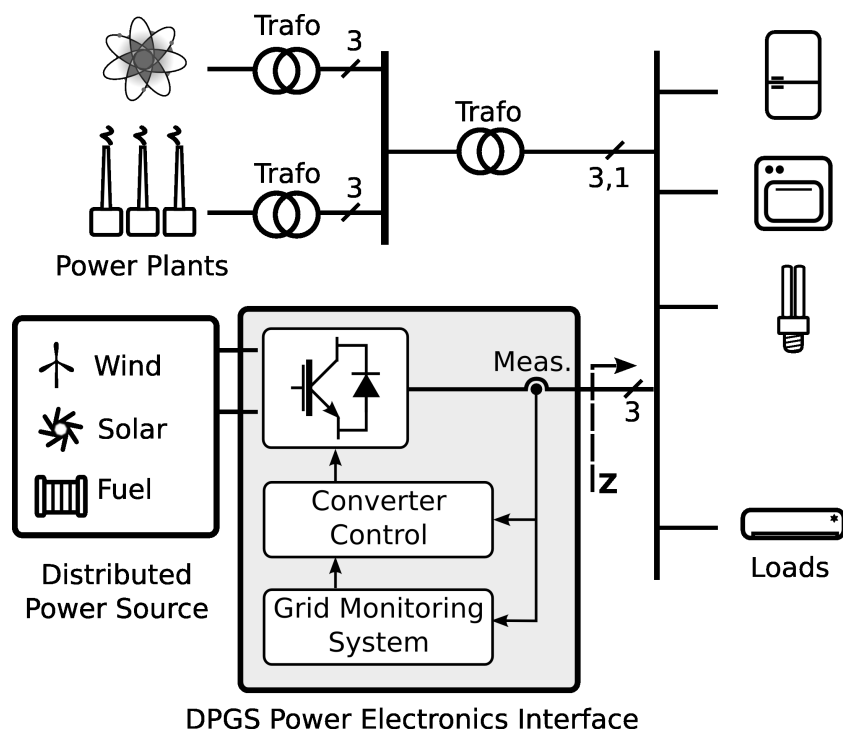 Trafo
3
Trafo
3,1
Trafo
3
Power Plants
Wind
Solar
Fuel
Distributed
Power Source
Meas.
3
z
Converter
Control
Grid Monitoring
System
DPGS Power Electronics Interface
Loads